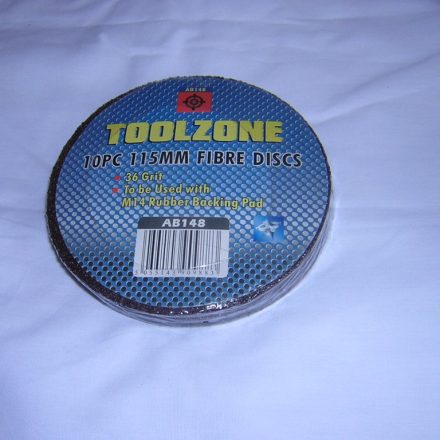 AB148
TOOLZONE
10PC 115MM FIBRE DISCS
36 Grit
To be Used with
M14 Rubber Backing Pad
AB148